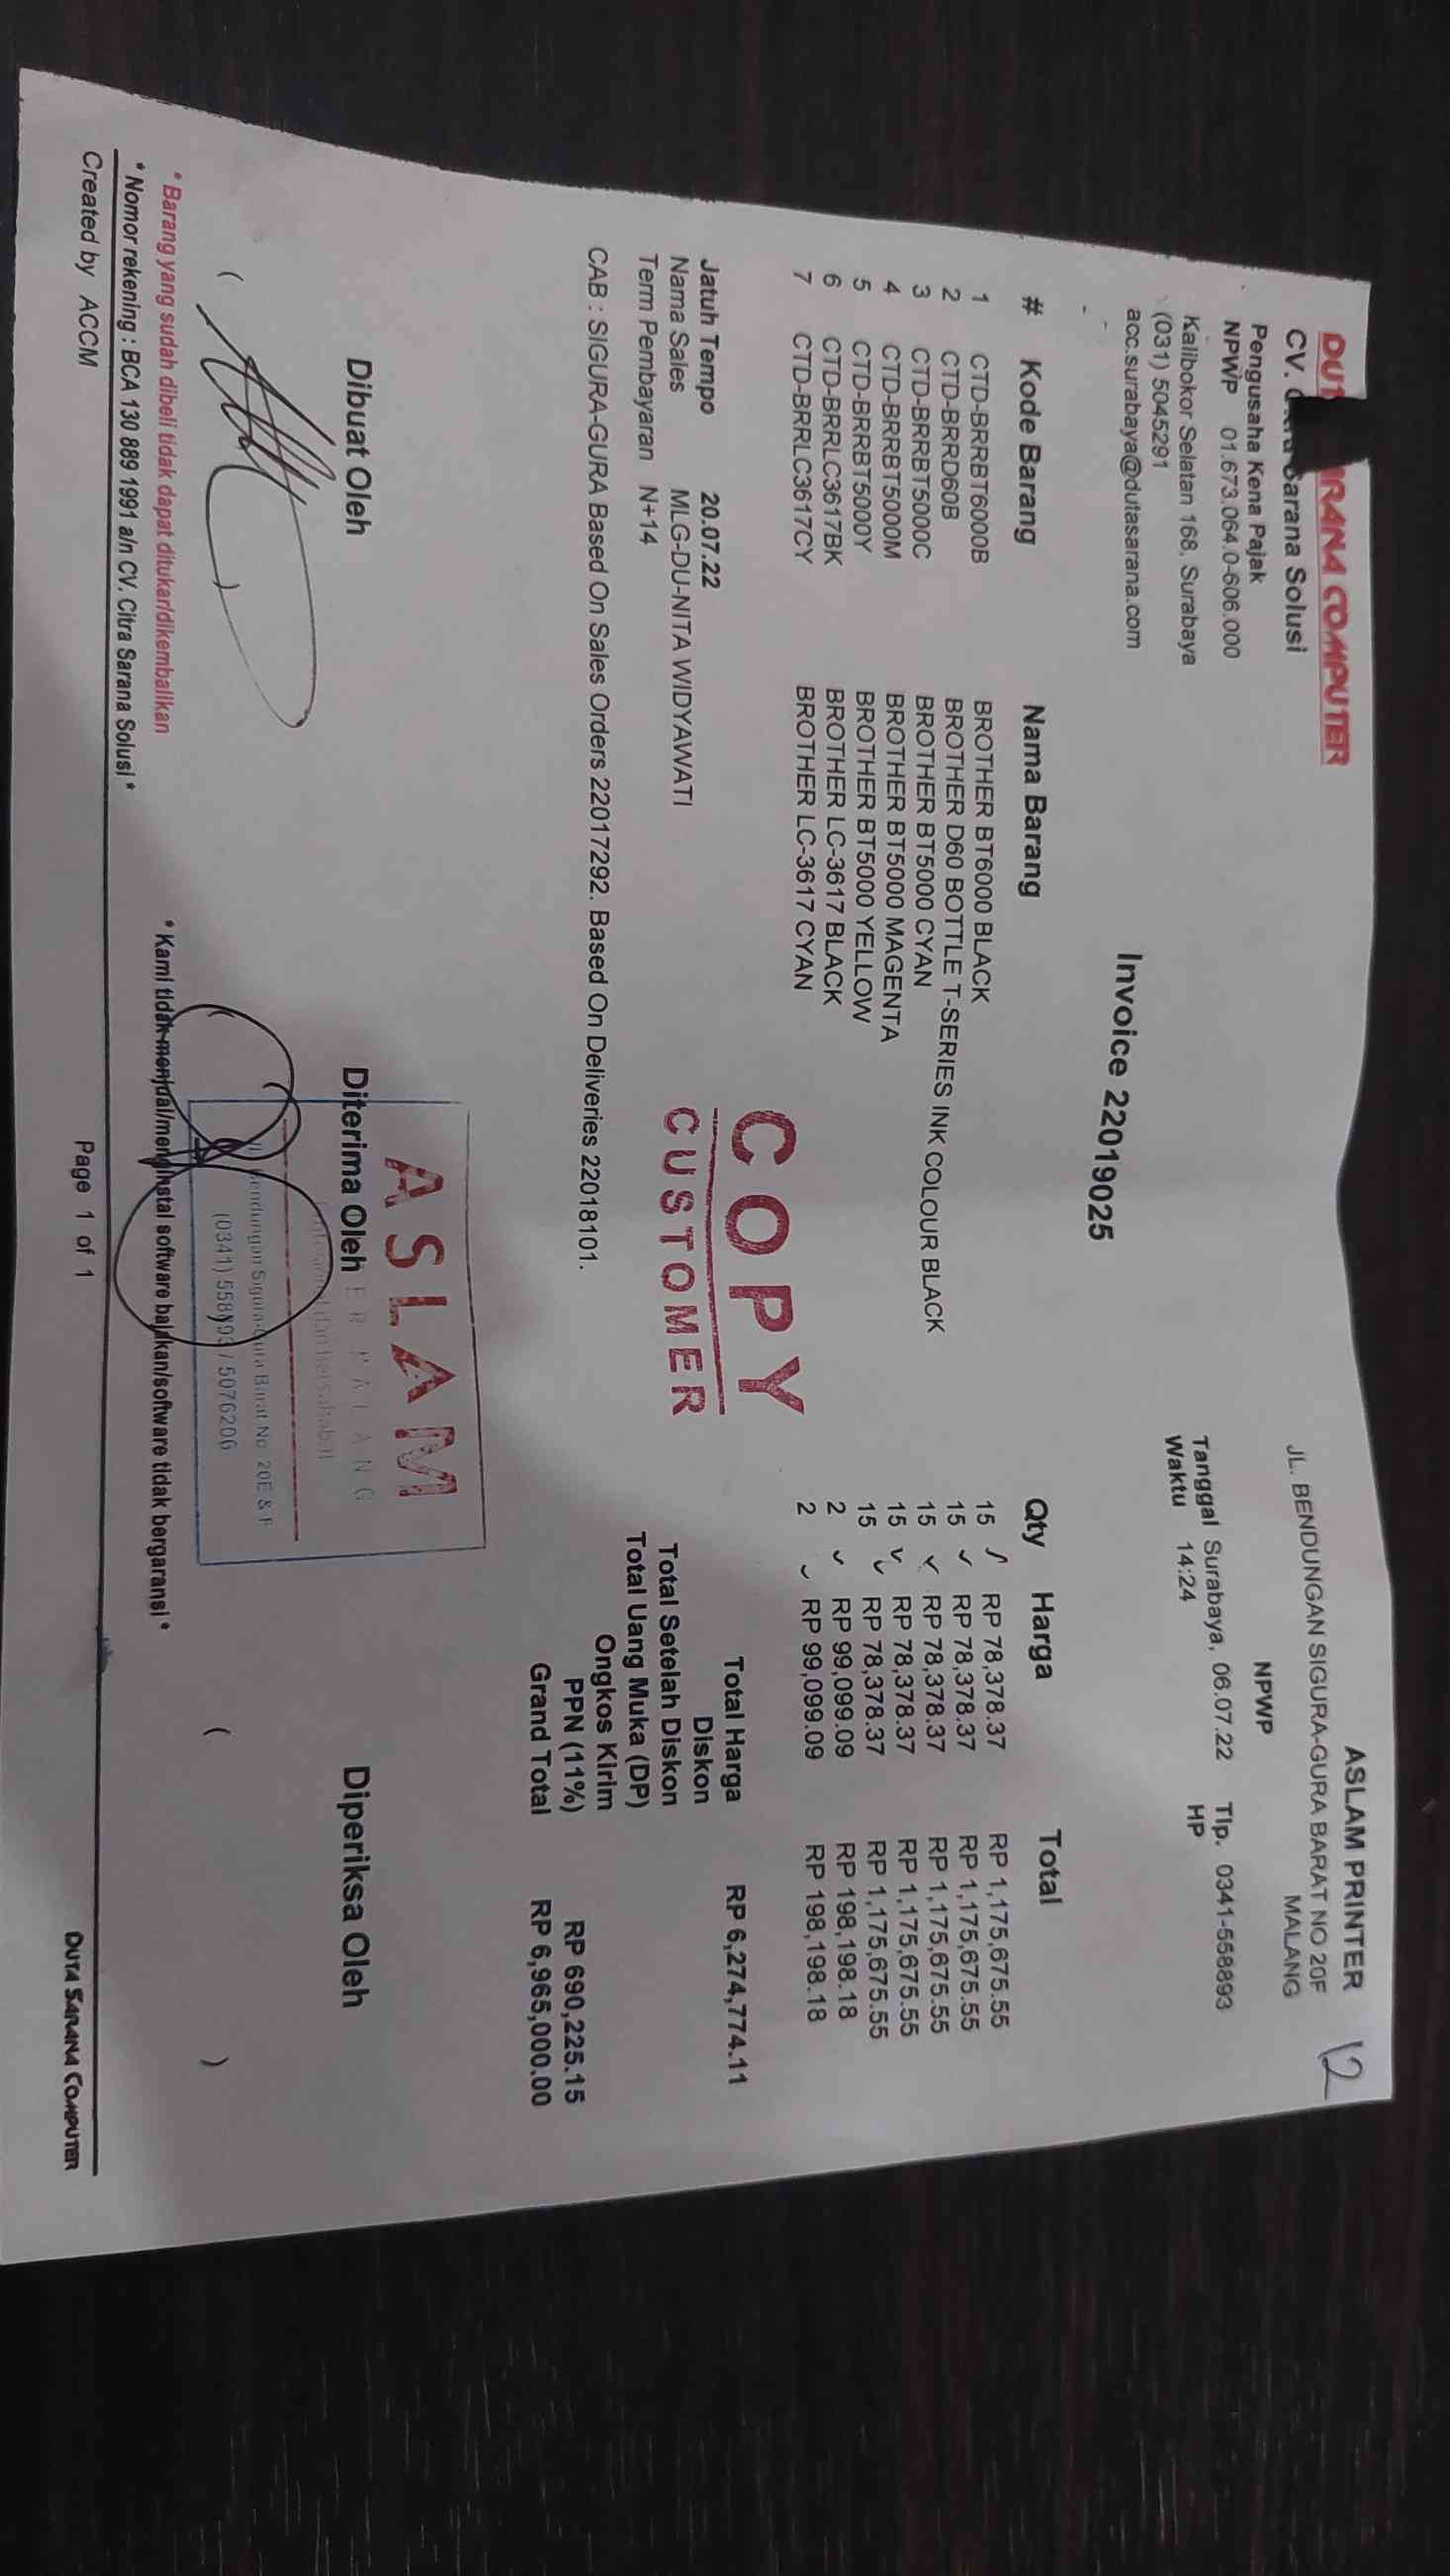 ARANA COMPUTER
CV. Sarana Solusi
Pengusaha Kena Pajak
NPWP 01.673.064.0-606.000
Kalibokor Selatan 168, Surabaya
(031) 5045291
acc.surabaya@dutasarana.com
ASLAM PRINTER 12
JL. BENDUNGAN SIGURA-GURA BARAT NO 20F
MALANG
NPWP
Tanggal Surabaya, 06.07.22 Tlp. 0341-558893
Waktu 14:24 HP
Invoice 22019025
# Kode Barang Nama Barang Qty Harga Total
1 CTD-BRRBT6000B BROTHER BT6000 BLACK 15 RP 78,378.37 RP 1,175,675.55
2 CTD-BRRD60B BROTHER D60 BOTTLE T-SERIES INK COLOUR BLACK 15 RP 78,378.37 RP 1,175,675.55
3 CTD-BRRBT5000C BROTHER BT5000 CYAN 15 RP 78,378.37 RP 1,175,675.55
4 CTD-BRRBT5000M BROTHER BT5000 MAGENTA 15 RP 78,378.37 RP 1,175,675.55
5 CTD-BRRBT5000Y BROTHER BT5000 YELLOW 15 RP 78,378.37 RP 1,175,675.55
6 CTD-BRRLC3617BK BROTHER LC-3617 BLACK 2 RP 99,099.09 RP 198,198.18
7 CTD-BRRLC3617CY BROTHER LC-3617 CYAN 2 RP 99,099.09 RP 198,198.18
COPY
CUSTOMER
Jatuh Tempo 20.07.22
Nama Sales MLG-DU-NITA WIDYAWATI
Term Pembayaran N+14
CAB : SIGURA-GURA Based On Sales Orders 22017292. Based On Deliveries 22018101.
Total Harga RP 6,274,774.11
Diskon
Total Setelah Diskon
Total Uang Muka (DP)
Ongkos Kirim
PPN (11%) RP 690,225.15
Grand Total RP 6,965,000.00
Dibuat Oleh Diterima Oleh Diperiksa Oleh
ASLAM
Sigura-Gura Barat No 20E & F
(0341) / 5076206
( ) ( )
* Barang yang sudah dibeli tidak dapat ditukar/dikembalikan
* Kami tidak menjual/menginstal software bajakan/software tidak bergaransi *
* Nomor rekening : BCA 130 889 1991 a/n CV. Citra Sarana Solusi *
Created by ACCM Page 1 of 1 DUTA SARANA COMPUTER